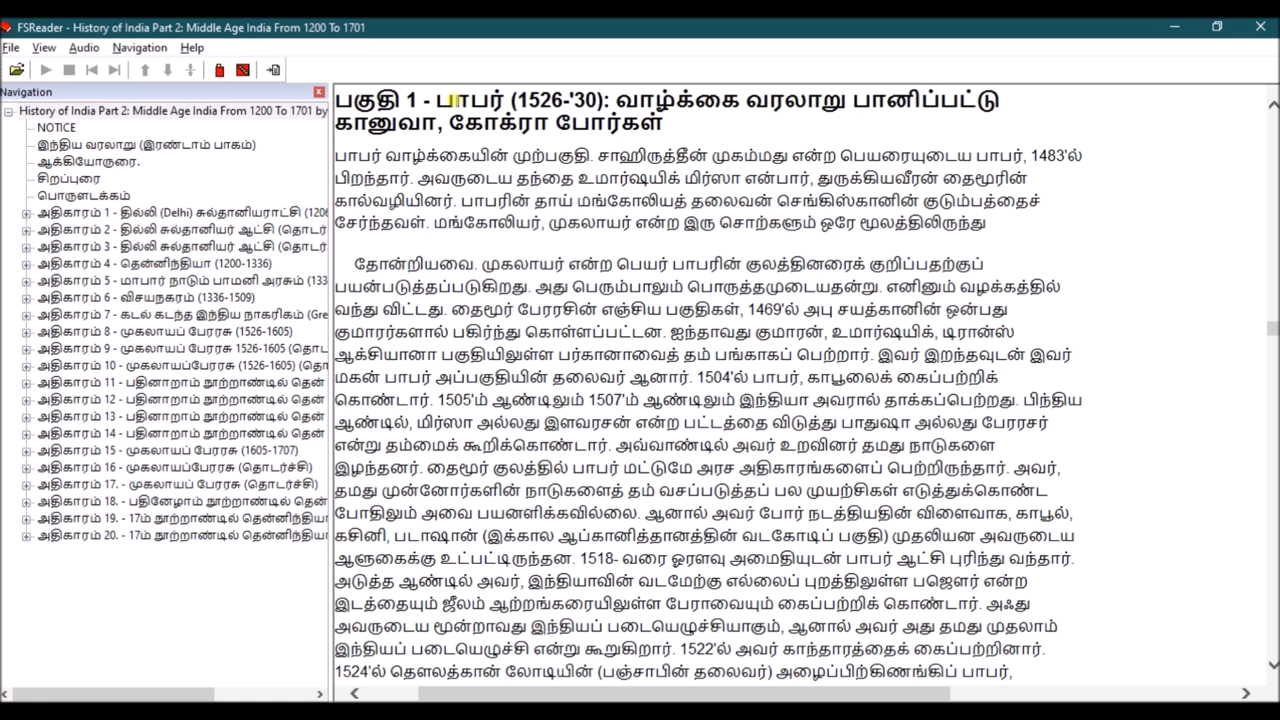 FSReader - History of India Part 2: Middle Age India From 1200 To 1701
File View Audio Navigation Help
Navigation
History of India Part 2: Middle Age India From 1200 To 1701 by
NOTICE
இந்திய வரலாறு (இரண்டாம் பாகம்)
ஆக்கியோருரை.
சிறப்புரை
பொருளடக்கம்
அதிகாரம் 1 - தில்லி (Delhi) சுல்தானியராட்சி (1206
அதிகாரம் 2 - தில்லி சுல்தானியர் ஆட்சி (தொடர்
அதிகாரம் 3 - தில்லி சுல்தானியர் ஆட்சி (தொடர்
அதிகாரம் 4 - தென்னிந்தியா (1200-1336)
அதிகாரம் 5 - மாபார் நாடும் பாமனி அரசும் (133
அதிகாரம் 6 - விசயநகரம் (1336-1509)
அதிகாரம் 7 - கடல் கடந்த இந்திய நாகரிகம் (Gre
அதிகாரம் 8 - முகலாயப் பேரரசு (1526-1605)
அதிகாரம் 9 - முகலாயப் பேரரசு 1526-1605 (தொட
அதிகாரம் 10 - முகலாயப்பேரரசு (1526-1605) (தொ
அதிகாரம் 11 - பதினாறாம் நூற்றாண்டில் தென்
அதிகாரம் 12 - பதினாறாம் நூற்றாண்டில் தென்
அதிகாரம் 13 - பதினாறாம் நூற்றாண்டில் தென்
அதிகாரம் 14 - பதினாறாம் நூற்றாண்டில் தென்
அதிகாரம் 15 - முகலாயப் பேரரசு (1605-1707)
அதிகாரம் 16 - முகலாயப்பேரரசு (தொடர்ச்சி)
அதிகாரம் 17. - முகலாயப் பேரரசு (தொடர்ச்சி)
அதிகாரம் 18. - பதினேழாம் நூற்றாண்டில் தென்
அதிகாரம் 19. - 17ம் நூற்றாண்டில் தென்னிந்திய
அதிகாரம் 20. - 17ம் நூற்றாண்டில் தென்னிந்திய
பகுதி 1 - பாபர் (1526-'30): வாழ்க்கை வரலாறு பானிப்பட்டு
கானுவா, கோக்ரா போர்கள்
பாபர் வாழ்க்கையின் முற்பகுதி. சாஹிருத்தீன் முகம்மது என்ற பெயரையுடைய பாபர், 1483'ல்
பிறந்தார். அவருடைய தந்தை உமார்ஷயிக் மிர்ஸா என்பார், துருக்கியவீரன் தைமூரின்
கால்வழியினர். பாபரின் தாய் மங்கோலியத் தலைவன் செங்கிஸ்கானின் குடும்பத்தைச்
சேர்ந்தவள். மங்கோலியர், முகலாயர் என்ற இரு சொற்களும் ஒரே மூலத்திலிருந்து
தோன்றியவை. முகலாயர் என்ற பெயர் பாபரின் குலத்தினரைக் குறிப்பதற்குப்
பயன்படுத்தப்படுகிறது. அது பெரும்பாலும் பொருத்தமுடையதன்று. எனினும் வழக்கத்தில்
வந்து விட்டது. தைமூர் பேரரசின் எஞ்சிய பகுதிகள், 1469'ல் அபு சயத்கானின் ஒன்பது
குமாரர்களால் பகிர்ந்து கொள்ளப்பட்டன. ஐந்தாவது குமாரன், உமார்ஷயிக், டிரான்ஸ்
ஆக்சியானா பகுதியிலுள்ள பர்கானாவைத் தம் பங்காகப் பெற்றார். இவர் இறந்தவுடன் இவர்
மகன் பாபர் அப்பகுதியின் தலைவர் ஆனார். 1504'ல் பாபர், காபூலைக் கைப்பற்றிக்
கொண்டார். 1505'ம் ஆண்டிலும் 1507'ம் ஆண்டிலும் இந்தியா அவரால் தாக்கப்பெற்றது. பிந்திய
ஆண்டில், மிர்ஸா அல்லது இளவரசன் என்ற பட்டத்தை விடுத்து பாதுஷா அல்லது பேரரசர்
என்று தம்மைக் கூறிக்கொண்டார். அவ்வாண்டில் அவர் உறவினர் தமது நாடுகளை
இழந்தனர். தைமூர் குலத்தில் பாபர் மட்டுமே அரச அதிகாரங்களைப் பெற்றிருந்தார். அவர்,
தமது முன்னோர்களின் நாடுகளைத் தம் வசப்படுத்தப் பல முயற்சிகள் எடுத்துக்கொண்ட
போதிலும் அவை பயனளிக்கவில்லை. ஆனால் அவர் போர் நடத்தியதின் விளைவாக, காபூல்,
கசினி, படாஷான் (இக்கால ஆப்கானித்தானத்தின் வடகோடிப் பகுதி) முதலியன அவருடைய
ஆளுகைக்கு உட்பட்டிருந்தன. 1518- வரை ஓரளவு அமைதியுடன் பாபர் ஆட்சி புரிந்து வந்தார்.
அடுத்த ஆண்டில் அவர், இந்தியாவின் வடமேற்கு எல்லைப் புறத்திலுள்ள பஜௌர் என்ற
இடத்தையும் ஜீலம் ஆற்றங்கரையிலுள்ள பேராவையும் கைப்பற்றிக் கொண்டார். அஃது
அவருடைய மூன்றாவது இந்தியப் படையெழுச்சியாகும், ஆனால் அவர் அது தமது முதலாம்
இந்தியப் படையெழுச்சி என்று கூறுகிறார். 1522'ல் அவர் காந்தாரத்தைக் கைப்பற்றினார்.
1524'ல் தௌலத்கான் லோடியின் (பஞ்சாபின் தலைவர்) அழைப்பிற்கிணங்கிப் பாபர்,